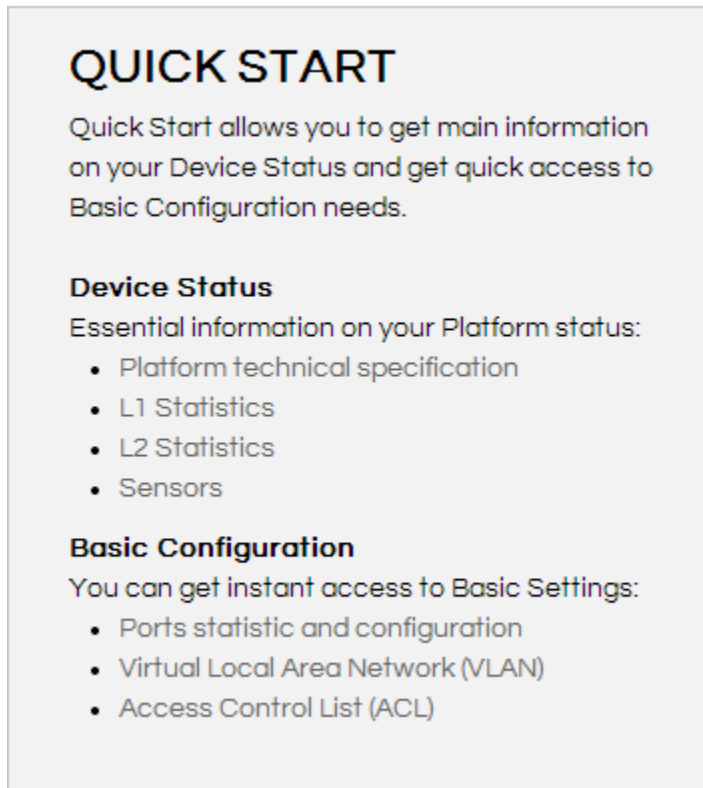 QUICK START
Quick Start allows you to get main information
on your Device Status and get quick access to
Basic Configuration needs.
Device Status
Essential information on your Platform status:
• Platform technical specification
• L1 Statistics
• L2 Statistics
• Sensors
Basic Configuration
You can get instant access to Basic Settings:
• Ports statistic and configuration
• Virtual Local Area Network (VLAN)
• Access Control List (ACL)